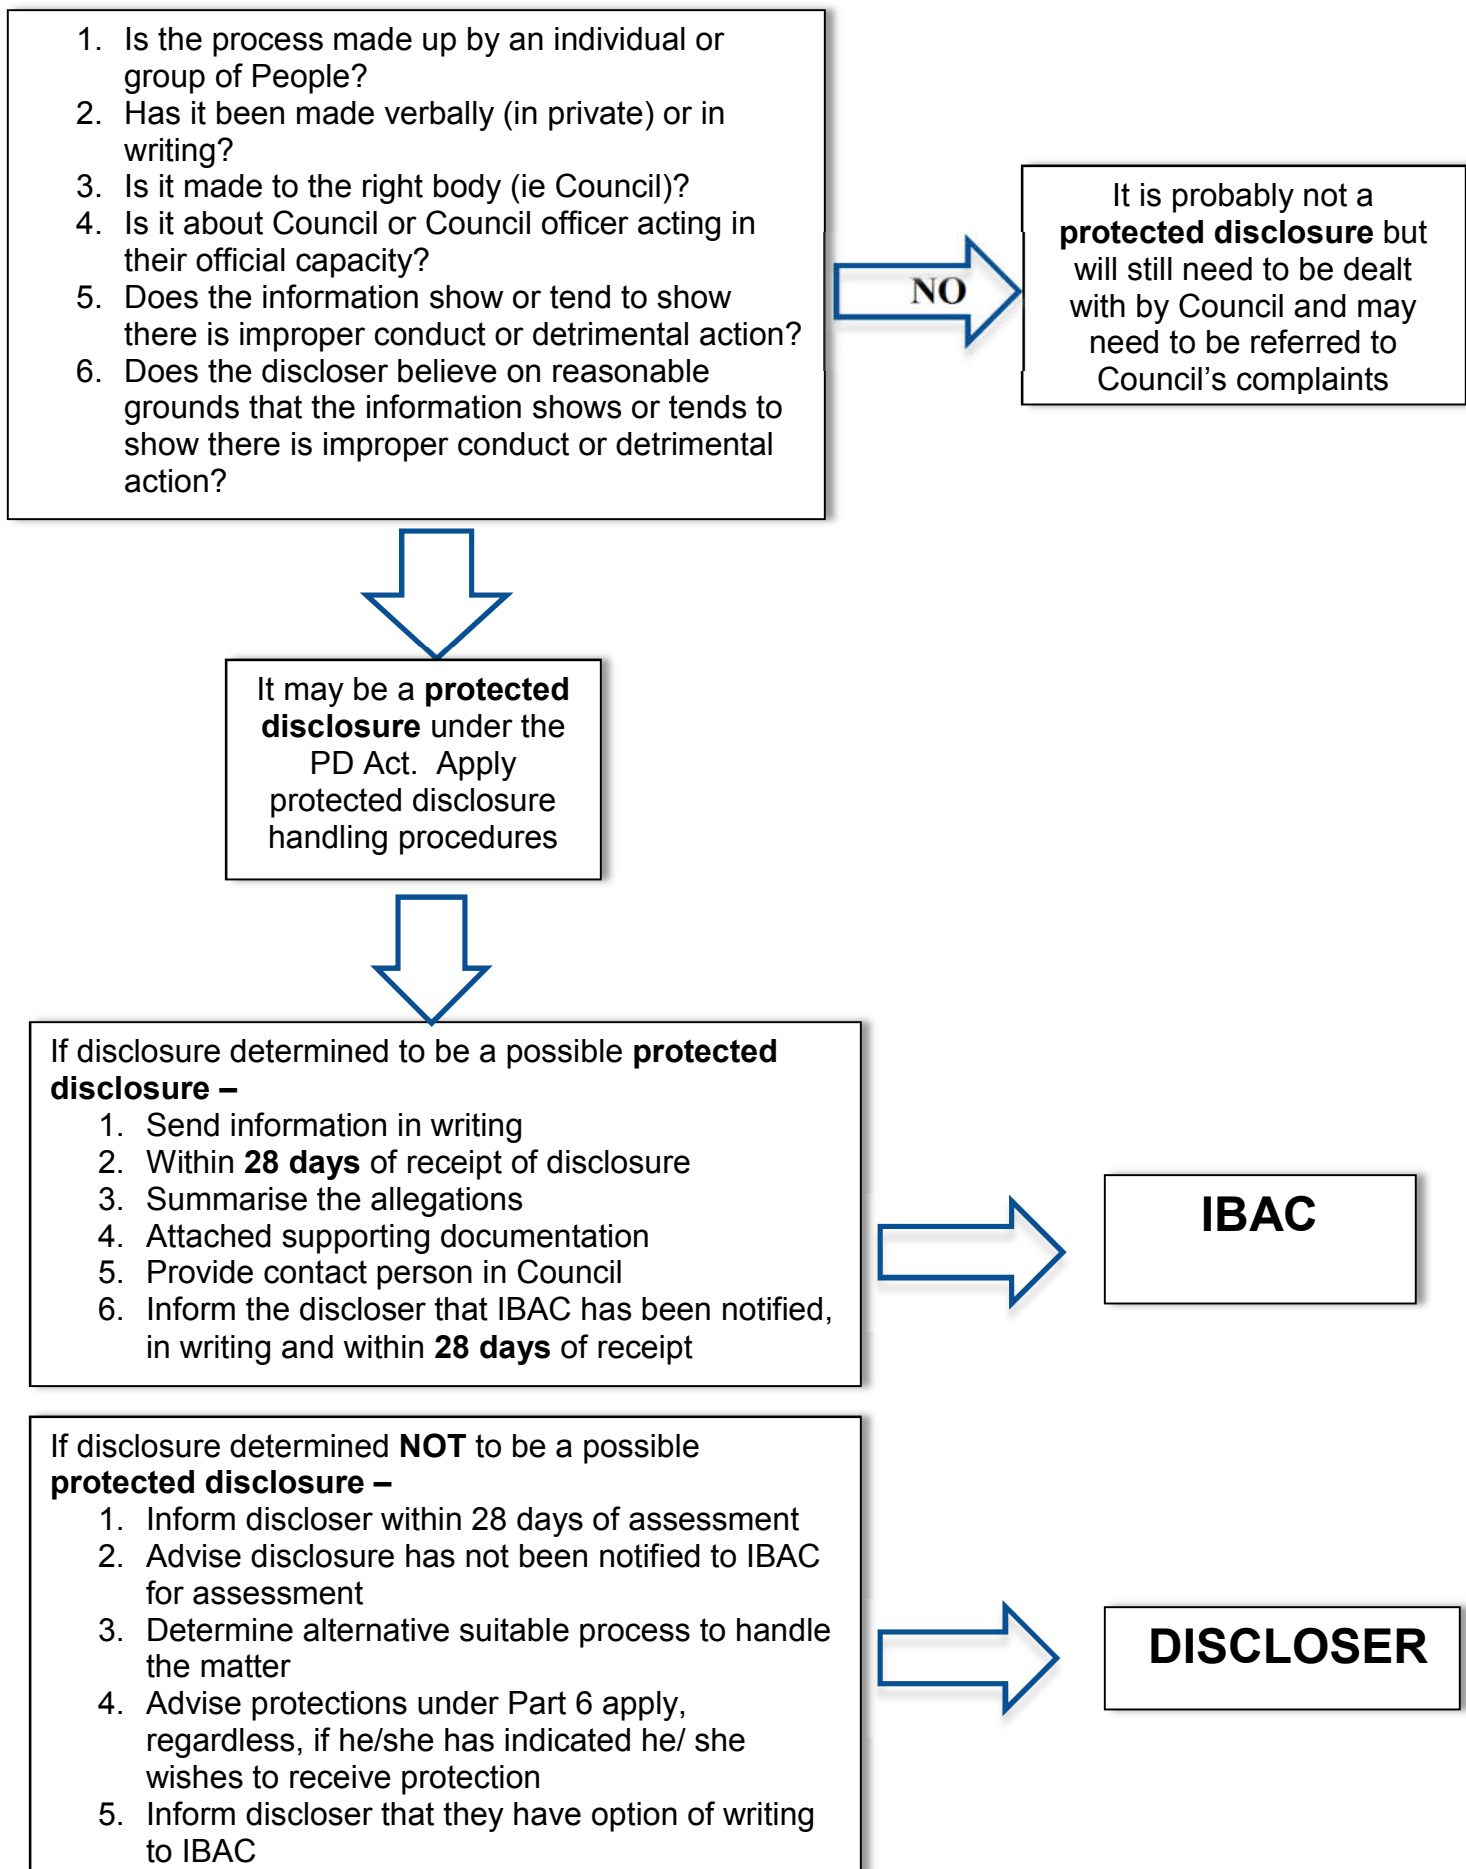 1. Is the process made up by an individual or
group of People?
2. Has it been made verbally (in private) or in
writing?
3. Is it made to the right body (ie Council)?
4. Is it about Council or Council officer acting in
their official capacity?
5. Does the information show or tend to show
there is improper conduct or detrimental action?
6. Does the discloser believe on reasonable
grounds that the information shows or tends to
show there is improper conduct or detrimental
action?
NO
It is probably not a
protected disclosure but
will still need to be dealt
with by Council and may
need to be referred to
Council's complaints
It may be a protected
disclosure under the
PD Act. Apply
protected disclosure
handling procedures
If disclosure determined to be a possible protected
disclosure –
1. Send information in writing
2. Within 28 days of receipt of disclosure
3. Summarise the allegations
4. Attached supporting documentation
5. Provide contact person in Council
6. Inform the discloser that IBAC has been notified,
in writing and within 28 days of receipt
IBAC
If disclosure determined NOT to be a possible
protected disclosure –
1. Inform discloser within 28 days of assessment
2. Advise disclosure has not been notified to IBAC
for assessment
3. Determine alternative suitable process to handle
the matter
4. Advise protections under Part 6 apply,
regardless, if he/she has indicated he/ she
wishes to receive protection
5. Inform discloser that they have option of writing
to IBAC
DISCLOSER